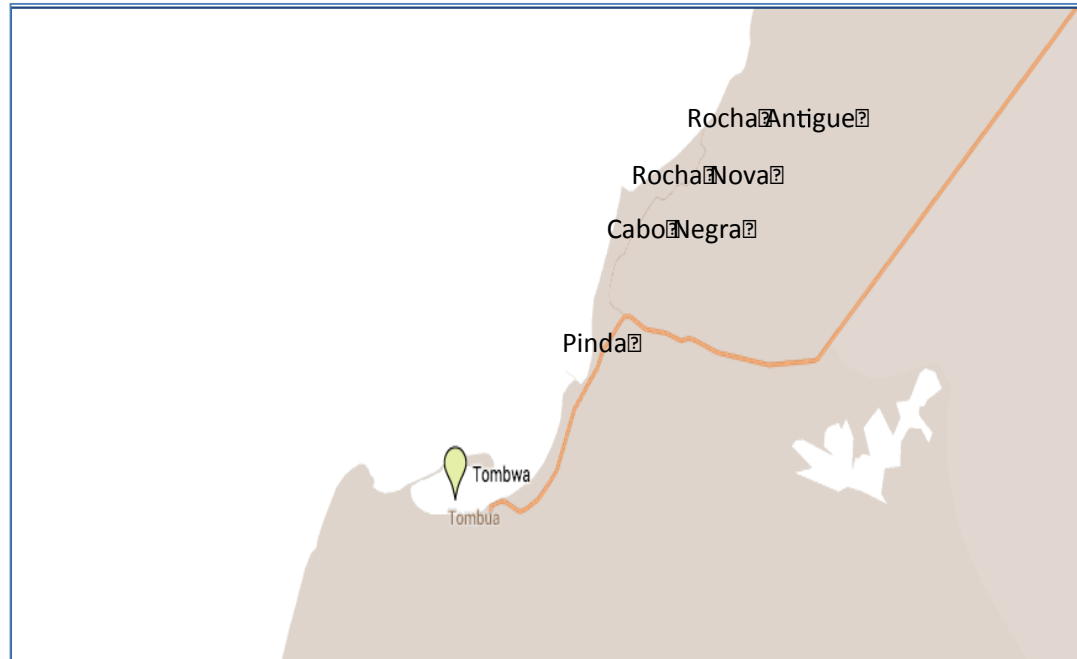 Rocha⍰Antigue⍰
Rocha⍰Nova⍰
Cabo⍰Negra⍰
Pinda⍰
Tombwa
Tombua